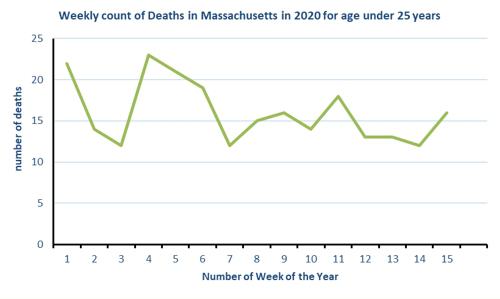 Weekly count of Deaths in Massachusetts in 2020 for age under 25 years
25
20
15
10
5
0
number of deaths
1 2 3 4 5 6 7 8 9 10 11 12 13 14 15
Number of Week of the Year